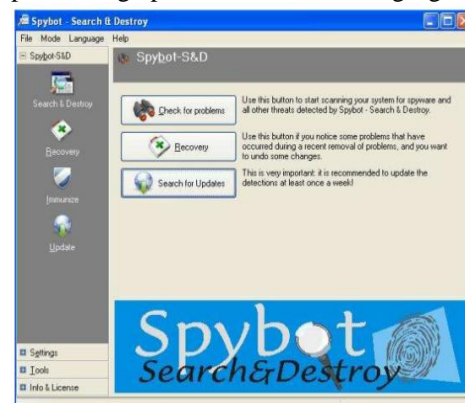 Spybot - Search & Destroy
File Mode Language Help
Spybot-S&D
Search & Destroy
Recovery
Immunize
Update
Settings
Tools
Info & License
Spybot-S&D
Check for problems
Use this button to start scanning your system for spyware and
all other threats detected by Spybot - Search & Destroy.
Recovery
Use this button if you notice some problems that have
occurred during a recent removal of problems, and you want
to undo some changes.
Search for Updates
This is very important: it is recommended to update the
detections at least once a week!
Spybot
Search&Destroy